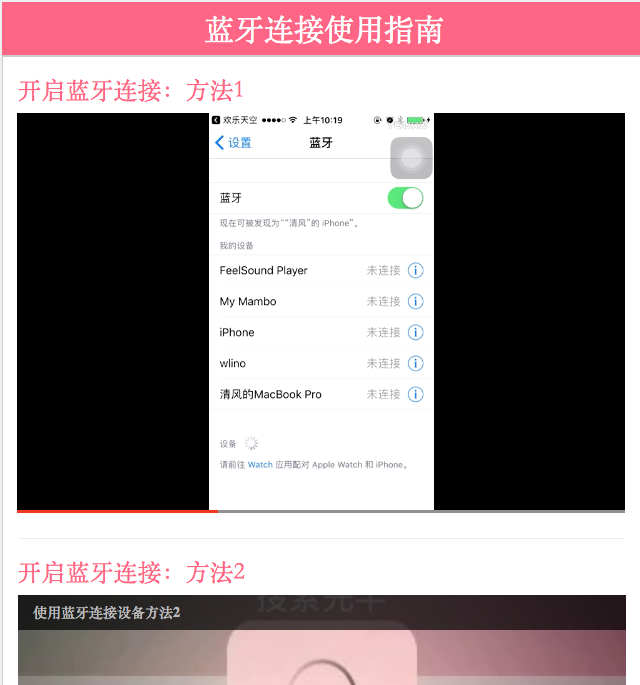 蓝牙连接使用指南
开启蓝牙连接：方法1
欢乐天空 上午10:19
设置 蓝牙
蓝牙
现在可被发现为““清风”的 iPhone”。
我的设备
FeelSound Player 未连接
My Mambo 未连接
iPhone 未连接
wlino 未连接
清风的MacBook Pro 未连接
设备
请前往 Watch 应用配对 Apple Watch 和 iPhone。
开启蓝牙连接：方法2
使用蓝牙连接设备方法2